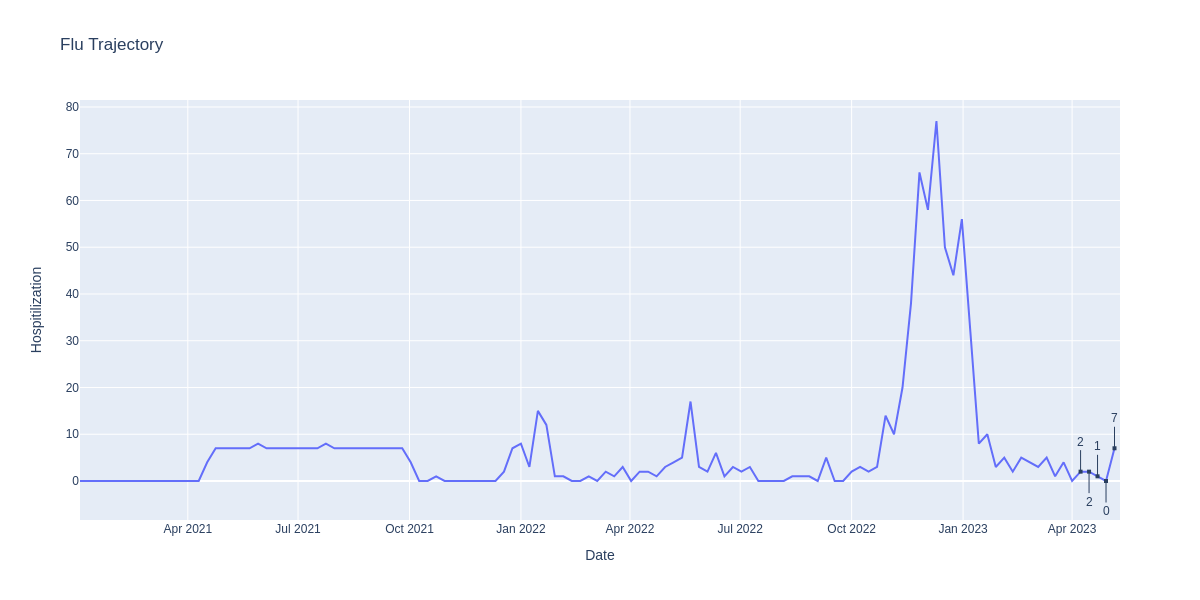 Flu Trajectory
80
70
60
50
40
30
20
10
0
Hospitilization
7
2
1
2
0
Apr 2021
Jul 2021
Oct 2021
Jan 2022
Apr 2022
Jul 2022
Oct 2022
Jan 2023
Apr 2023
Date